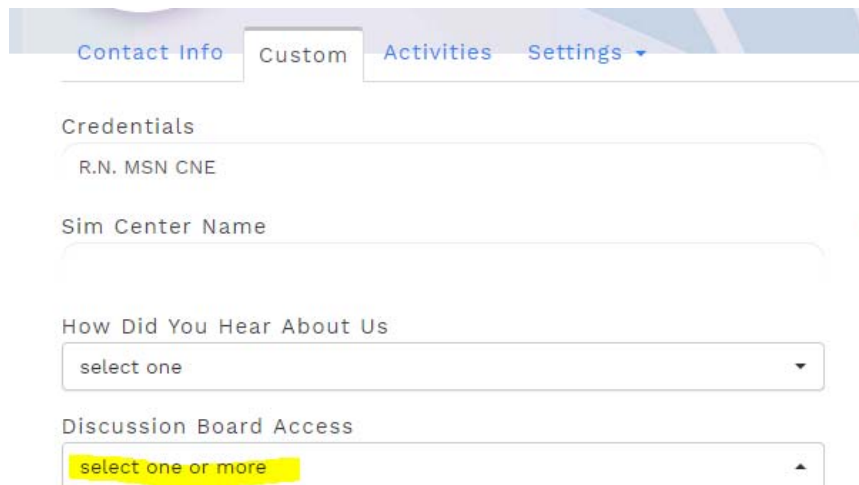 Contact Info Custom Activities Settings
Credentials
R.N. MSN CNE
Sim Center Name
How Did You Hear About Us
select one
Discussion Board Access
select one or more